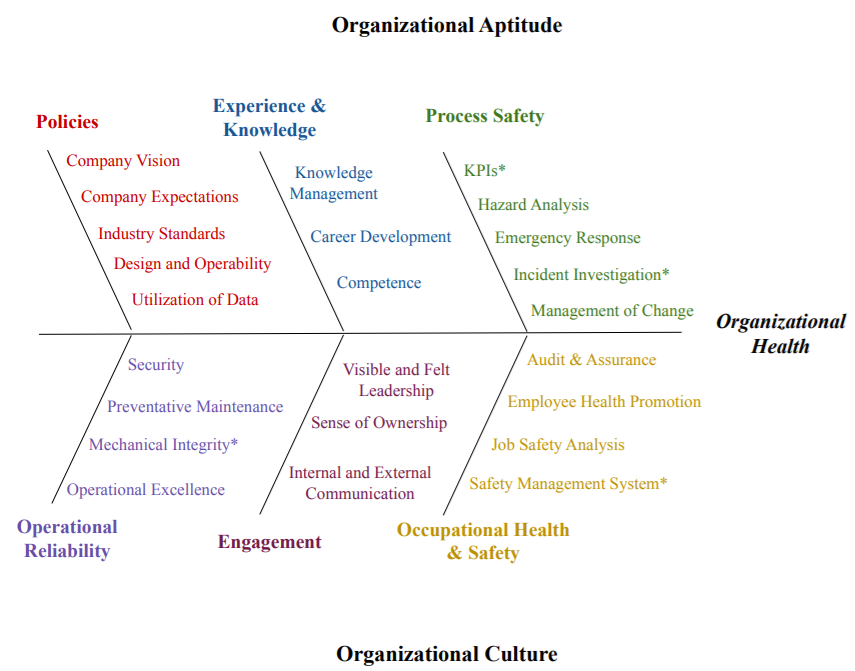 Organizational Aptitude
Policies
Company Vision
Company Expectations
Industry Standards
Design and Operability
Utilization of Data
Experience &
Knowledge
Knowledge
Management
Career Development
Competence
Process Safety
KPIs*
Hazard Analysis
Emergency Response
Incident Investigation*
Management of Change
Organizational
Health
Security
Preventative Maintenance
Mechanical Integrity*
Operational Excellence
Operational
Reliability
Visible and Felt
Leadership
Sense of Ownership
Internal and External
Communication
Engagement
Audit & Assurance
Employee Health Promotion
Job Safety Analysis
Safety Management System*
Occupational Health
& Safety
Organizational Culture